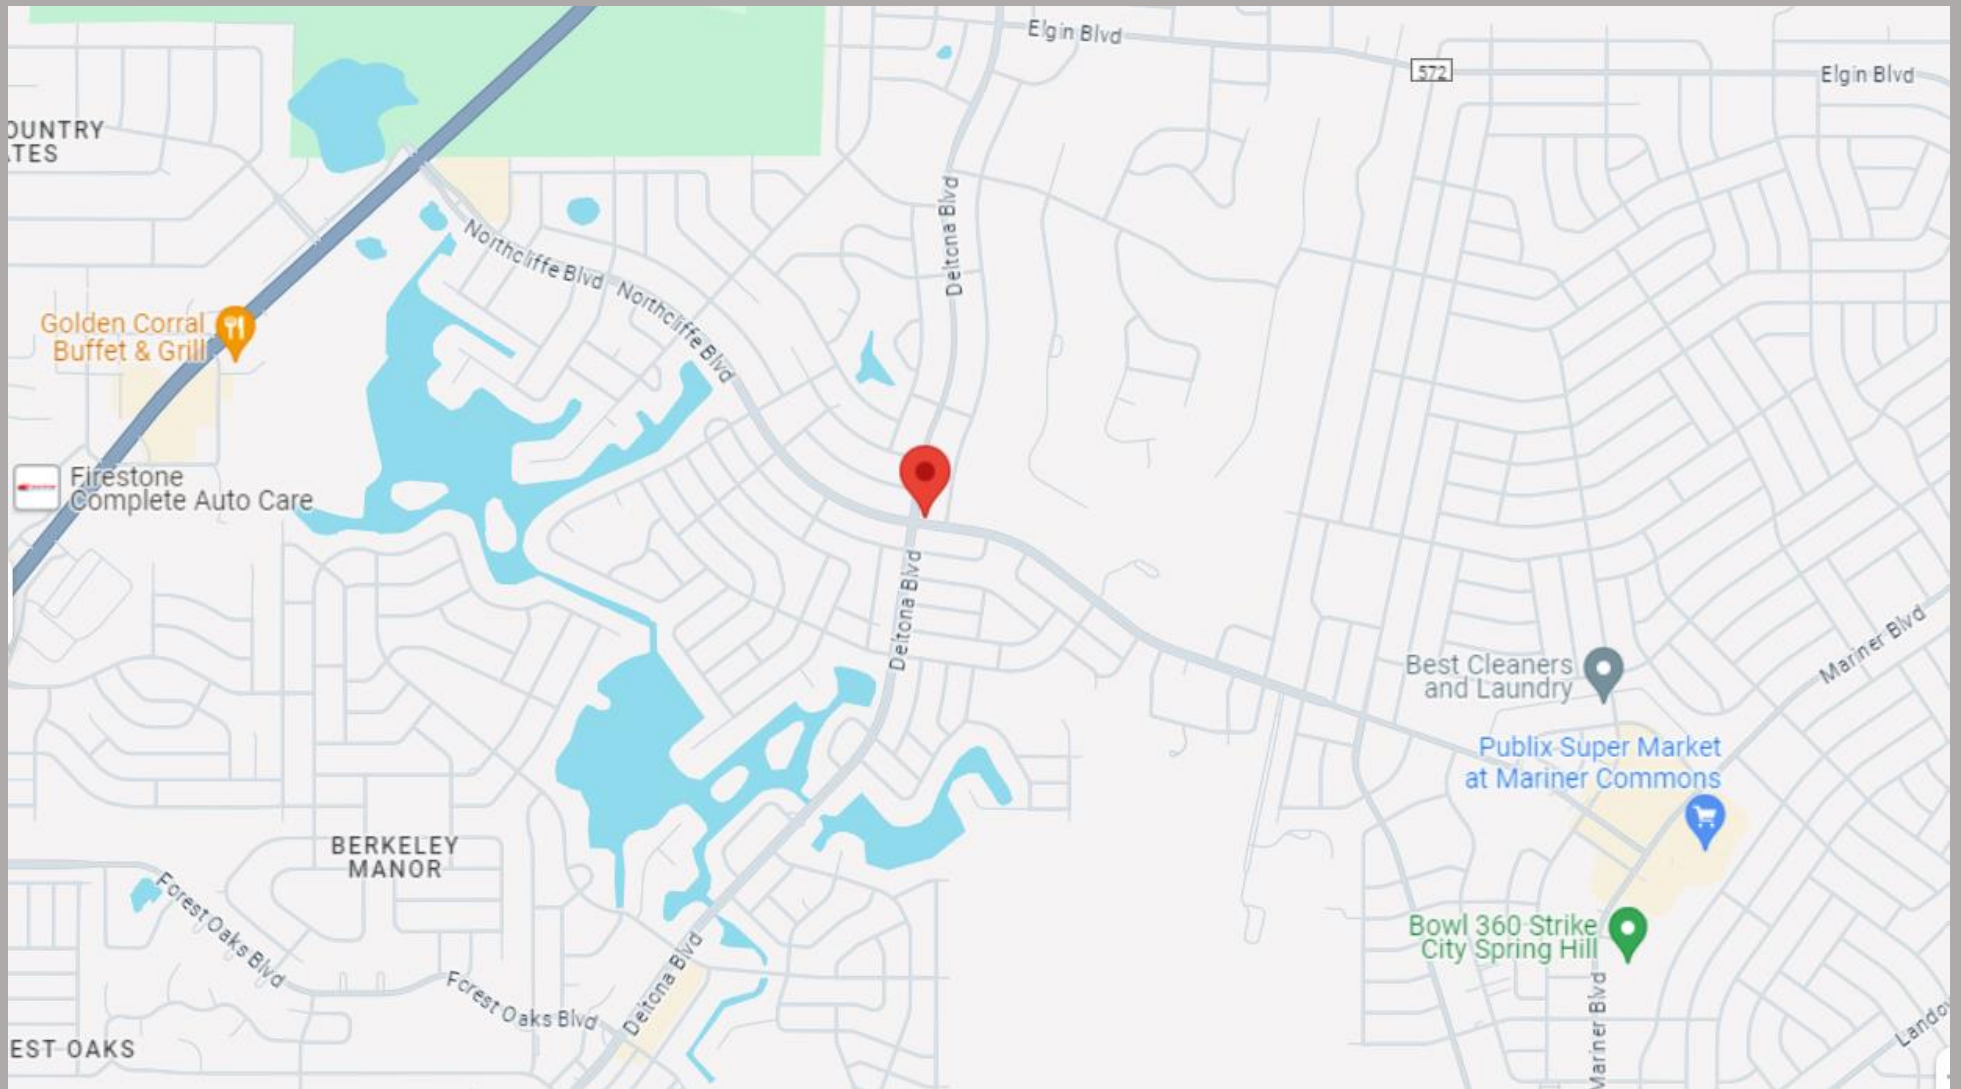 Elgin Blvd
572
Elgin Blvd
OUNTRY
ATES
Deltona Blvd
Northcliffe Blvd
Northcliffe Blvd
Golden Corral
Buffet & Grill
Firestone
Complete Auto Care
Deltona Blvd
Mariner Blvd
Best Cleaners
and Laundry
Publix Super Market
at Mariner Commons
BERKELEY
MANOR
Forest Oaks Blvd
Bowl 360 Strike
City Spring Hill
Deltona Blvd
Forest Oaks Blvd
Mariner Blvd
Lando
EST OAKS